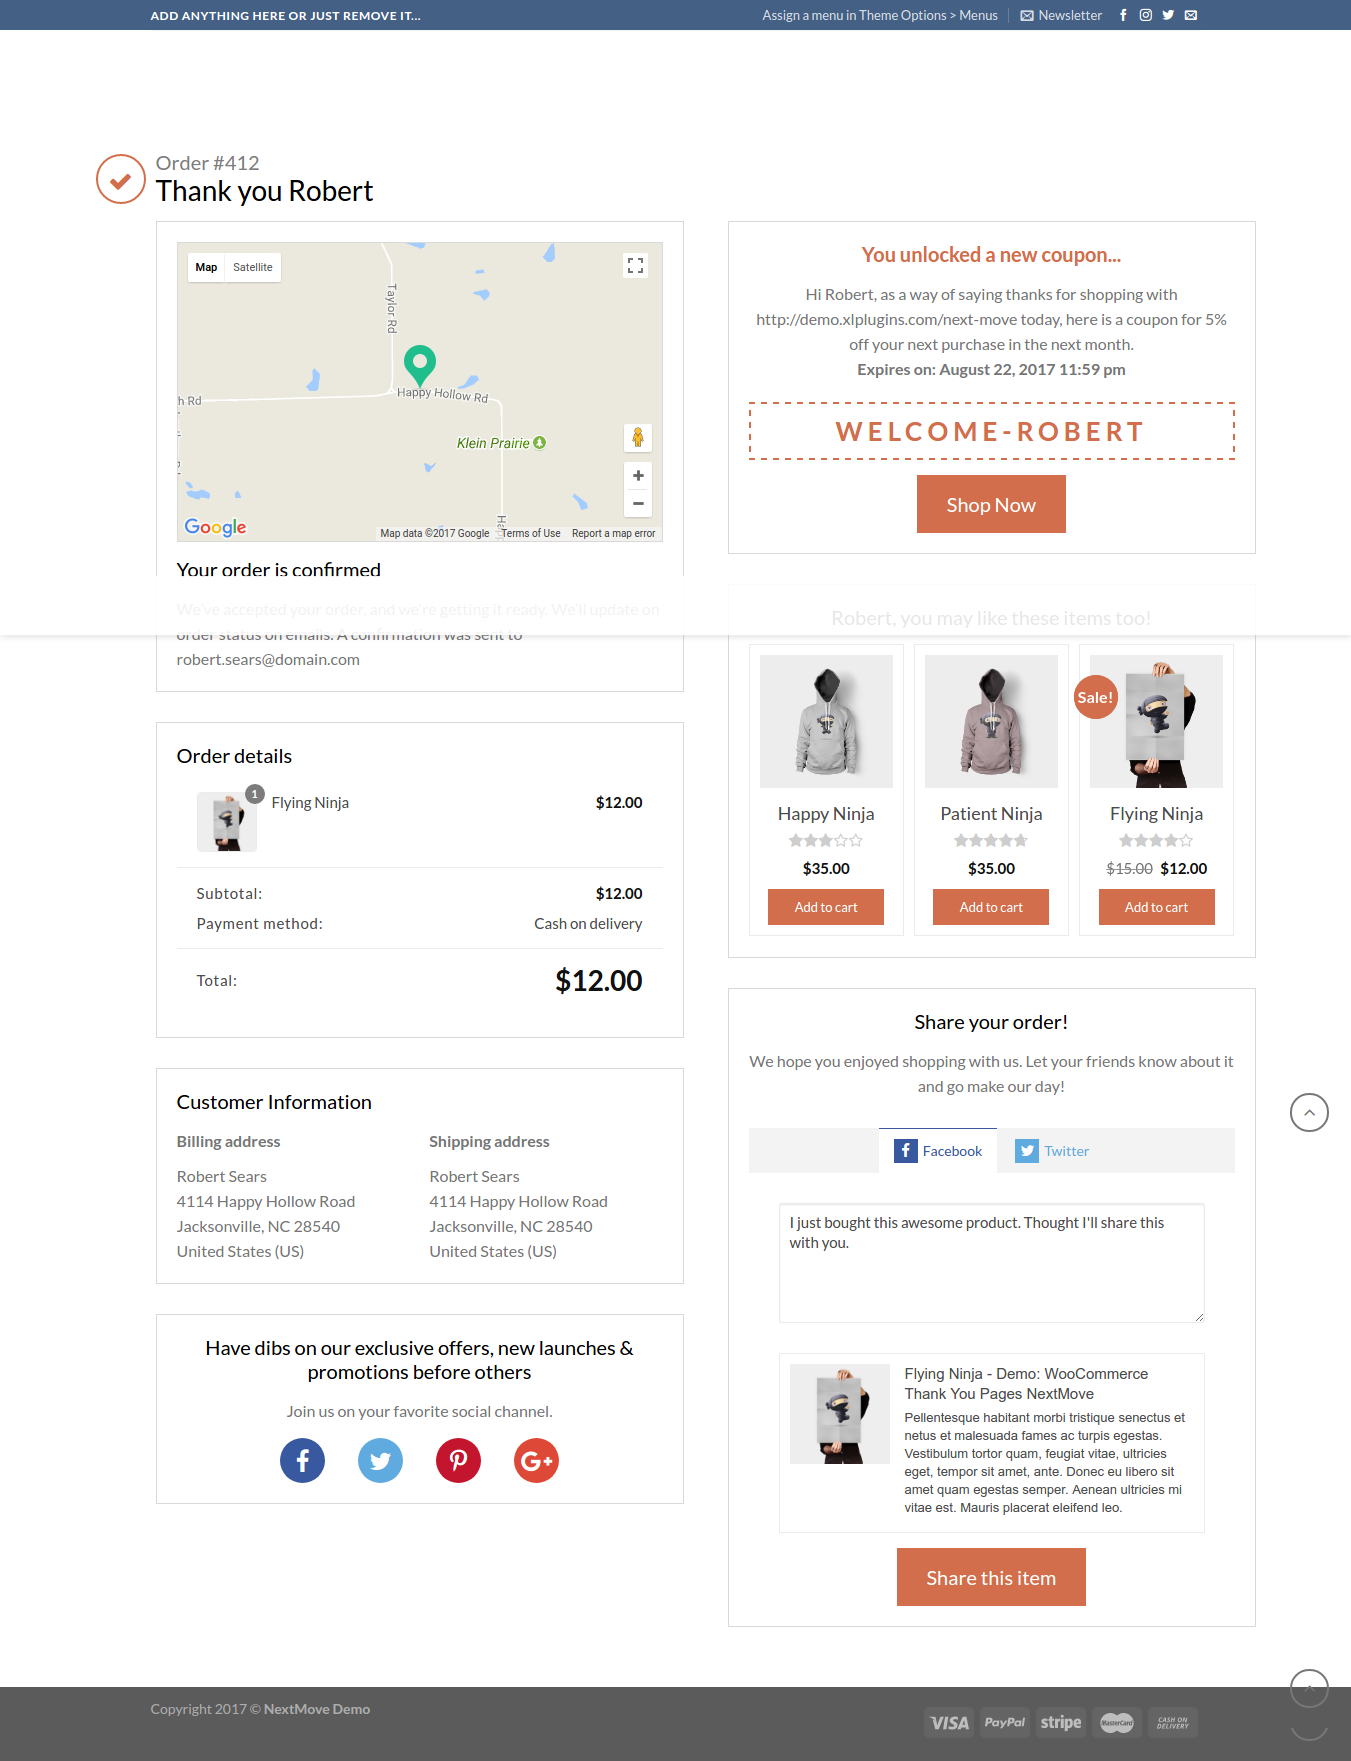 ADD ANYTHING HERE OR JUST REMOVE IT...
Assign a menu in Theme Options > Menus
Newsletter
Order #412
Thank you Robert
Map
Satellite
Taylor Rd
Happy Hollow Rd
h Rd
Klein Prairie
Google
Map data ©2017 Google
Terms of Use
Report a map error
Your order is confirmed
We've accepted your order, and we're getting it ready. We'll update on
order status on emails. A confirmation was sent to
robert.sears@domain.com
Order details
1
Flying Ninja
$12.00
Subtotal:
$12.00
Payment method:
Cash on delivery
Total:
$12.00
Customer Information
Billing address
Robert Sears
4114 Happy Hollow Road
Jacksonville, NC 28540
United States (US)
Shipping address
Robert Sears
4114 Happy Hollow Road
Jacksonville, NC 28540
United States (US)
Have dibs on our exclusive offers, new launches &
promotions before others
Join us on your favorite social channel.
You unlocked a new coupon...
Hi Robert, as a way of saying thanks for shopping with
http://demo.xlplugins.com/next-move today, here is a coupon for 5%
off your next purchase in the next month.
Expires on: August 22, 2017 11:59 pm
WELCOME-ROBERT
Shop Now
Robert, you may like these items too!
Happy Ninja
$35.00
Add to cart
Patient Ninja
$35.00
Add to cart
Sale!
Flying Ninja
$15.00 $12.00
Add to cart
Share your order!
We hope you enjoyed shopping with us. Let your friends know about it
and go make our day!
Facebook
Twitter
I just bought this awesome product. Thought I'll share this
with you.
Flying Ninja - Demo: WooCommerce
Thank You Pages NextMove
Pellentesque habitant morbi tristique senectus et
netus et malesuada fames ac turpis egestas.
Vestibulum tortor quam, feugiat vitae, ultricies
eget, tempor sit amet, ante. Donec eu libero sit
amet quam egestas semper. Aenean ultricies mi
vitae est. Mauris placerat eleifend leo.
Share this item
Copyright 2017 © NextMove Demo
VISA
PayPal
stripe
MasterCard
CASH ON
DELIVERY